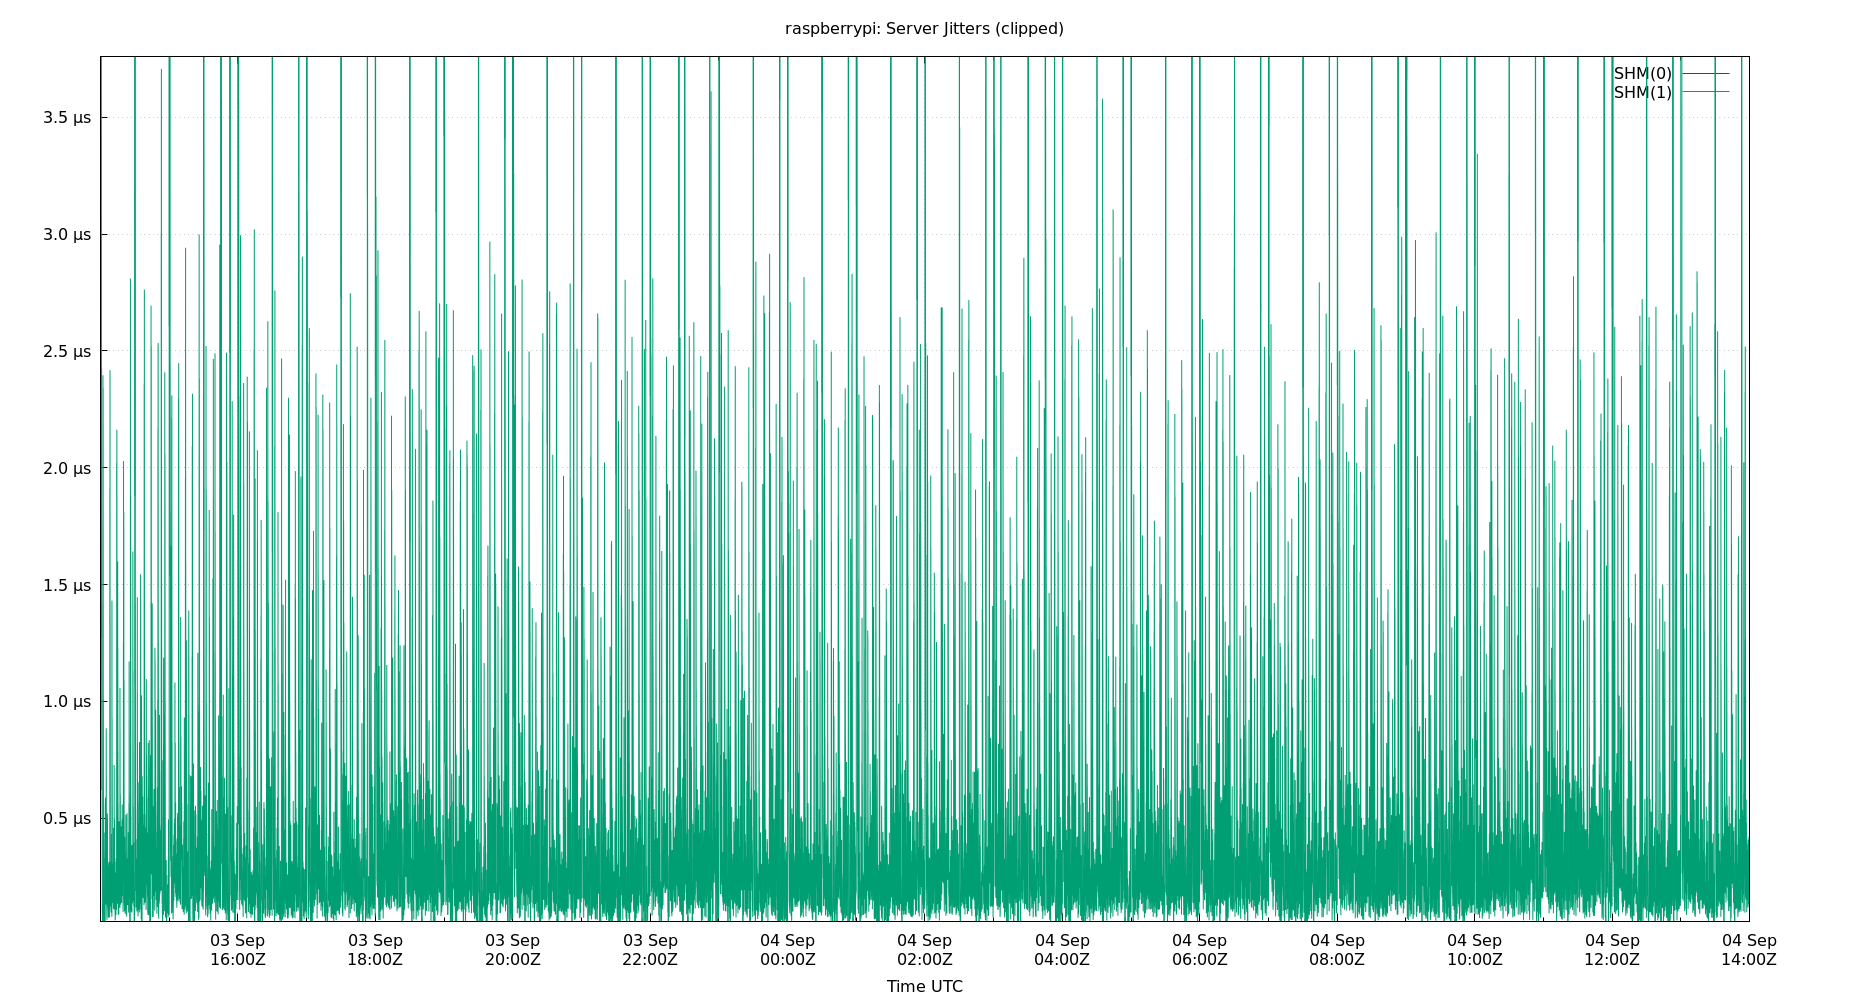 raspberrypi: Server Jitters (clipped)
SHM(0)
SHM(1)
3.5 µs
3.0 µs
2.5 µs
2.0 µs
1.5 µs
1.0 µs
0.5 µs
03 Sep 03 Sep 03 Sep 03 Sep 04 Sep 04 Sep 04 Sep 04 Sep 04 Sep 04 Sep 04 Sep 04 Sep
16:00Z 18:00Z 20:00Z 22:00Z 00:00Z 02:00Z 04:00Z 06:00Z 08:00Z 10:00Z 12:00Z 14:00Z
Time UTC